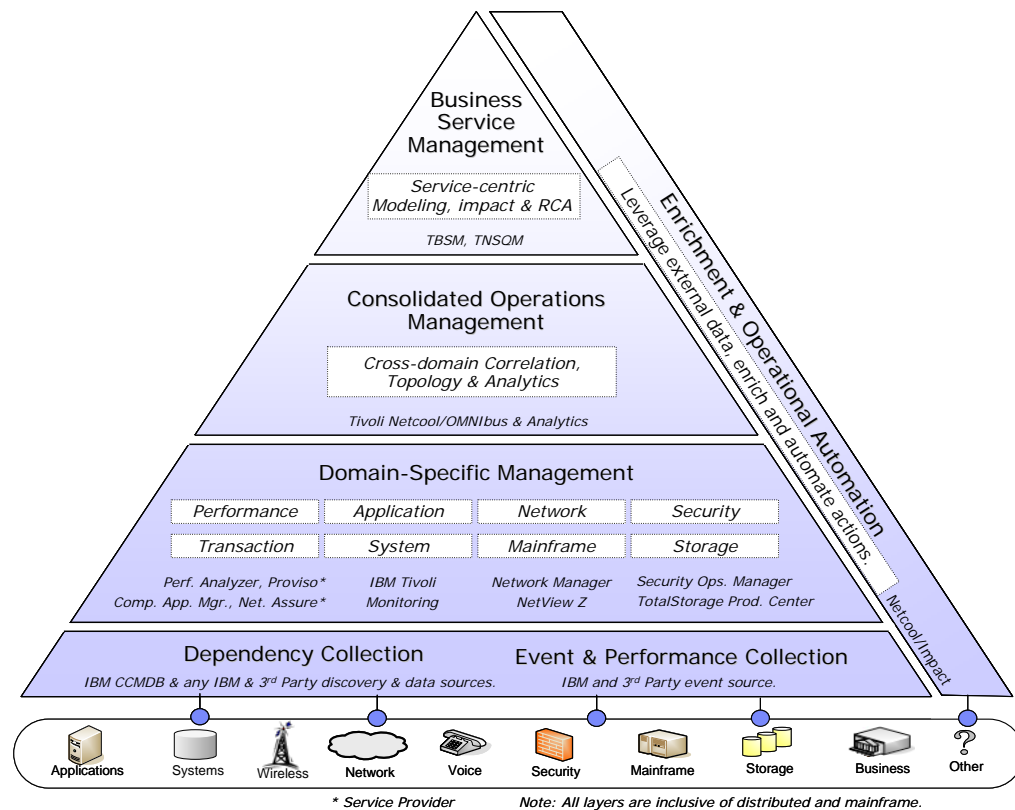 Business
Service
Management
Service-centric
Modeling, impact & RCA
TBSM, TNSQM
Consolidated Operations
Management
Cross-domain Correlation,
Topology & Analytics
Tivoli Netcool/OMNIbus & Analytics
Domain-Specific Management
Performance
Application
Network
Security
Transaction
System
Mainframe
Storage
Perf. Analyzer, Proviso*
Comp. App. Mgr., Net. Assure*
IBM Tivoli
Monitoring
Network Manager
NetView Z
Security Ops. Manager
TotalStorage Prod. Center
Dependency Collection
IBM CCMDB & any IBM & 3rd Party discovery & data sources.
Event & Performance Collection
IBM and 3rd Party event source.
Enrichment & Operational Automation
Leverage external data, enrich and automate actions.
Netcool/Impact
Applications
Systems
Wireless
Network
Voice
Security
Mainframe
Storage
Business
?
Other
* Service Provider
Note: All layers are inclusive of distributed and mainframe.